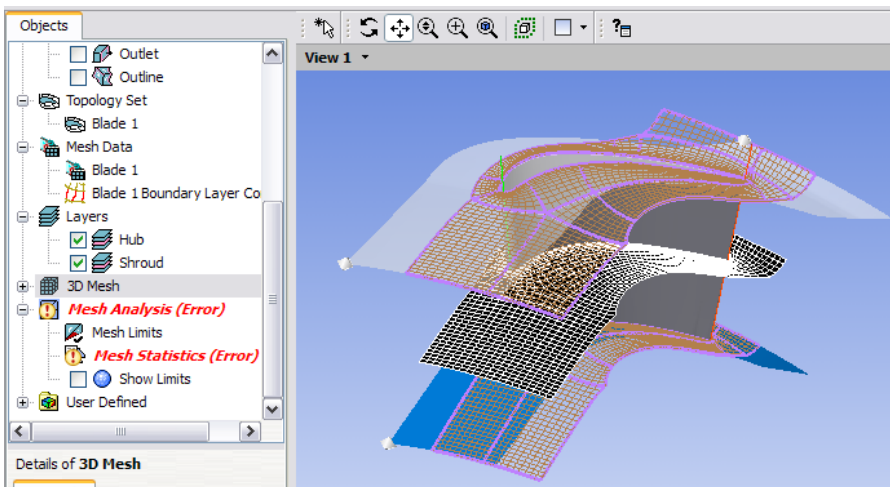 Objects
View 1
Outlet
Outline
Topology Set
Blade 1
Mesh Data
Blade 1
Blade 1 Boundary Layer Co
Layers
Hub
Shroud
3D Mesh
Mesh Analysis (Error)
Mesh Limits
Mesh Statistics (Error)
Show Limits
User Defined
Details of 3D Mesh